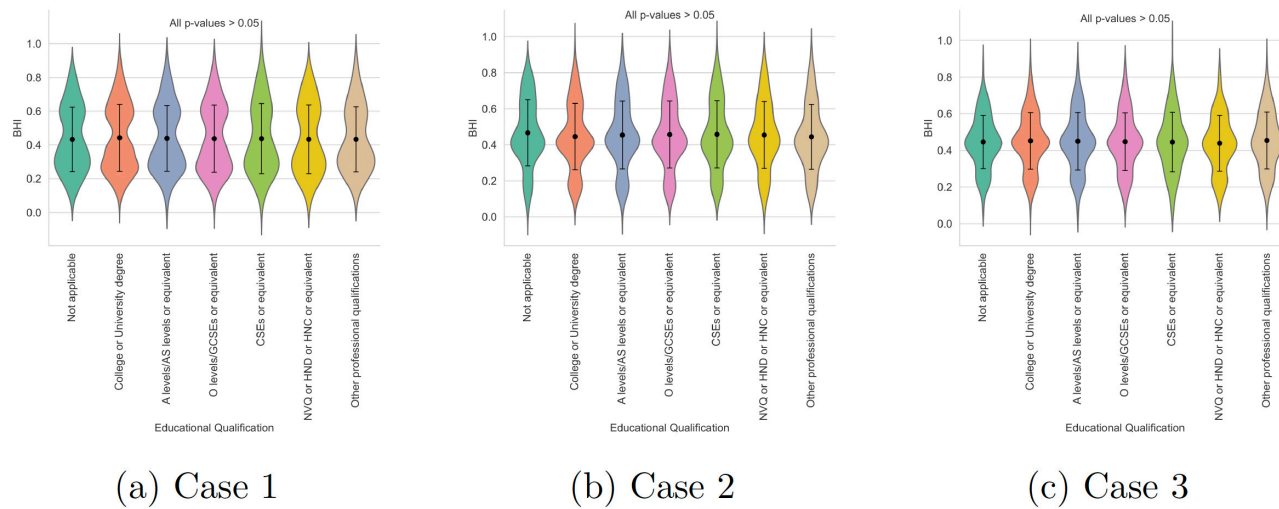 All p-values > 0.05
BHI
1.0
0.8
0.6
0.4
0.2
0.0
Not applicable
College or University degree
A levels/AS levels or equivalent
O levels/GCSEs or equivalent
CSEs or equivalent
NVQ or HND or HNC or equivalent
Other professional qualifications
Educational Qualification
(a) Case 1
All p-values > 0.05
BHI
1.0
0.8
0.6
0.4
0.2
0.0
Not applicable
College or University degree
A levels/AS levels or equivalent
O levels/GCSEs or equivalent
CSEs or equivalent
NVQ or HND or HNC or equivalent
Other professional qualifications
Educational Qualification
(b) Case 2
All p-values > 0.05
BHI
1.0
0.8
0.6
0.4
0.2
0.0
Not applicable
College or University degree
A levels/AS levels or equivalent
O levels/GCSEs or equivalent
CSEs or equivalent
NVQ or HND or HNC or equivalent
Other professional qualifications
Educational Qualification
(c) Case 3